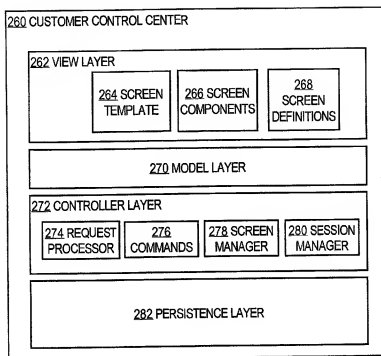 260 CUSTOMER CONTROL CENTER
262 VIEW LAYER
264 SCREEN
TEMPLATE
266 SCREEN
COMPONENTS
268
SCREEN
DEFINITIONS
270 MODEL LAYER
272 CONTROLLER LAYER
274 REQUEST
PROCESSOR
276
COMMANDS
278 SCREEN
MANAGER
280 SESSION
MANAGER
282 PERSISTENCE LAYER